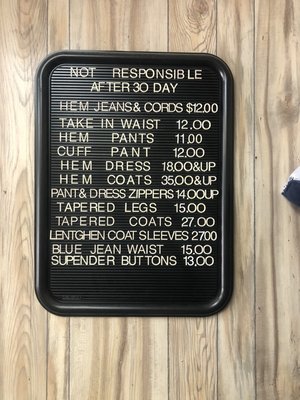 NOT RESPONSIBLE
AFTER 30 DAY
HEM JEANS & CORDS $12.00
TAKE IN WAIST 12.00
HEM PANTS 11.00
CUFF PANT 12.00
HEM DRESS 18,00&UP
HEM COATS 35,00&UP
PANT& DRESS ZIPPERS 14,00UP
TAPERED LEGS 15.00
TAPERED COATS 27.00
LENTGHEN COAT SLEEVES 27.00
BLUE JEAN WAIST 15,00
SUPENDER BUTTONS 13,00